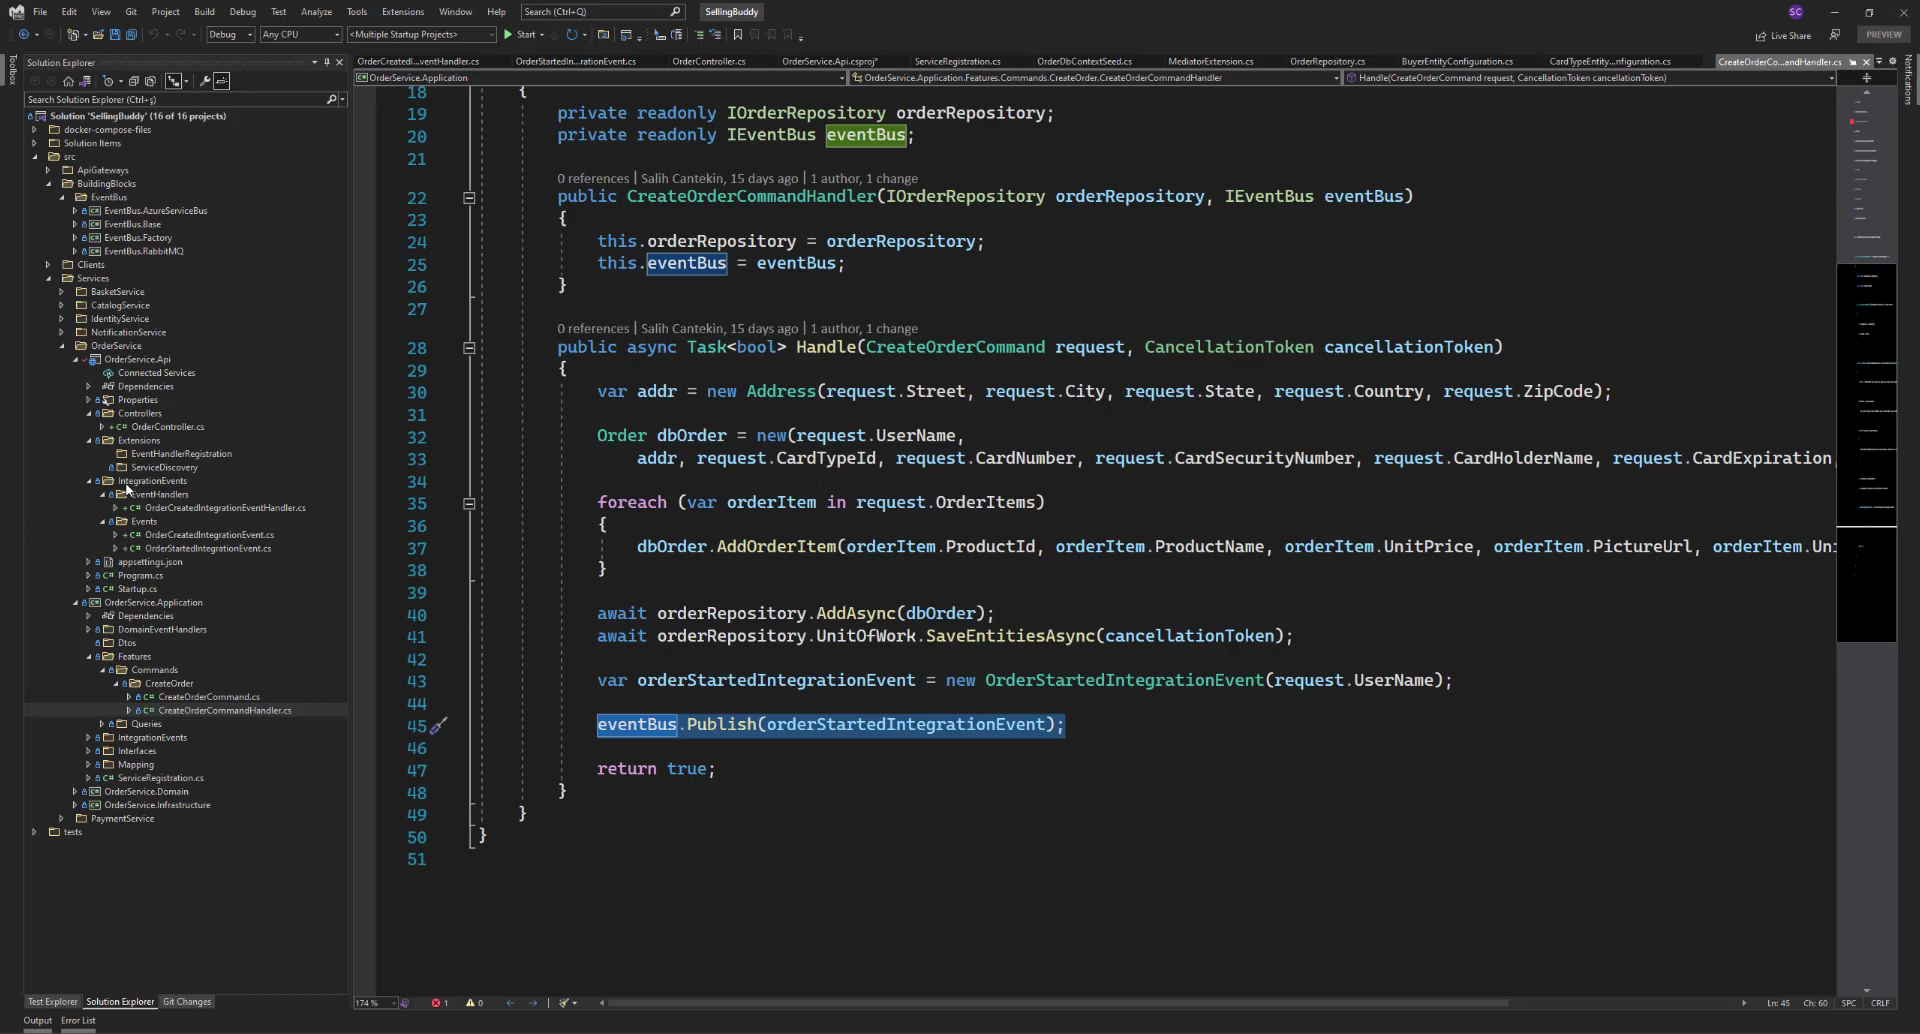 File Edit View Git Project Build Debug Test Analyze Tools Extensions Window Help Search (Ctrl+Q) SellingBuddy SC
Debug Any CPU <Multiple Startup Projects> Start Live Share PREVIEW
Toolbox
Solution Explorer
Search Solution Explorer (Ctrl+ş)
Solution 'SellingBuddy' (16 of 16 projects)
docker-compose-files
Solution Items
src
ApiGateways
BuildingBlocks
EventBus
EventBus.AzureServiceBus
EventBus.Base
EventBus.Factory
EventBus.RabbitMQ
Clients
Services
BasketService
CatalogService
IdentityService
NotificationService
OrderService
OrderService.Api
Connected Services
Dependencies
Properties
Controllers
OrderController.cs
Extensions
EventHandlerRegistration
ServiceDiscovery
IntegrationEvents
EventHandlers
OrderCreatedIntegrationEventHandler.cs
Events
OrderCreatedIntegrationEvent.cs
OrderStartedIntegrationEvent.cs
appsettings.json
Program.cs
Startup.cs
OrderService.Application
Dependencies
DomainEventHandlers
Dtos
Features
Commands
CreateOrder
CreateOrderCommand.cs
CreateOrderCommandHandler.cs
Queries
IntegrationEvents
Interfaces
Mapping
ServiceRegistration.cs
OrderService.Domain
OrderService.Infrastructure
PaymentService
tests
Test Explorer Solution Explorer Git Changes
Output Error List
OrderCreatedI...ventHandler.cs OrderStartedIn...rationEvent.cs OrderController.cs OrderService.Api.csproj* ServiceRegistration.cs OrderDbContextSeed.cs MediatorExtension.cs OrderRepository.cs BuyerEntityConfiguration.cs CardTypeEntity...nfiguration.cs CreateOrderCo...andHandler.cs
OrderService.Application OrderService.Application.Features.Commands.CreateOrder.CreateOrderCommandHandler Handle(CreateOrderCommand request, CancellationToken cancellationToken)
Notifications
18 {
19 private readonly IOrderRepository orderRepository;
20 private readonly IEventBus eventBus;
21
0 references | Salih Cantekin, 15 days ago | 1 author, 1 change
22 public CreateOrderCommandHandler(IOrderRepository orderRepository, IEventBus eventBus)
23 {
24 this.orderRepository = orderRepository;
25 this.eventBus = eventBus;
26 }
27
0 references | Salih Cantekin, 15 days ago | 1 author, 1 change
28 public async Task<bool> Handle(CreateOrderCommand request, CancellationToken cancellationToken)
29 {
30 var addr = new Address(request.Street, request.City, request.State, request.Country, request.ZipCode);
31
32 Order dbOrder = new(request.UserName,
33 addr, request.CardTypeId, request.CardNumber, request.CardSecurityNumber, request.CardHolderName, request.CardExpiration,
34
35 foreach (var orderItem in request.OrderItems)
36 {
37 dbOrder.AddOrderItem(orderItem.ProductId, orderItem.ProductName, orderItem.UnitPrice, orderItem.PictureUrl, orderItem.Uni
38 }
39
40 await orderRepository.AddAsync(dbOrder);
41 await orderRepository.UnitOfWork.SaveEntitiesAsync(cancellationToken);
42
43 var orderStartedIntegrationEvent = new OrderStartedIntegrationEvent(request.UserName);
44
45 eventBus.Publish(orderStartedIntegrationEvent);
46
47 return true;
48 }
49 }
50 }
51
174 % 1 0 Ln: 45 Ch: 60 SPC CRLF